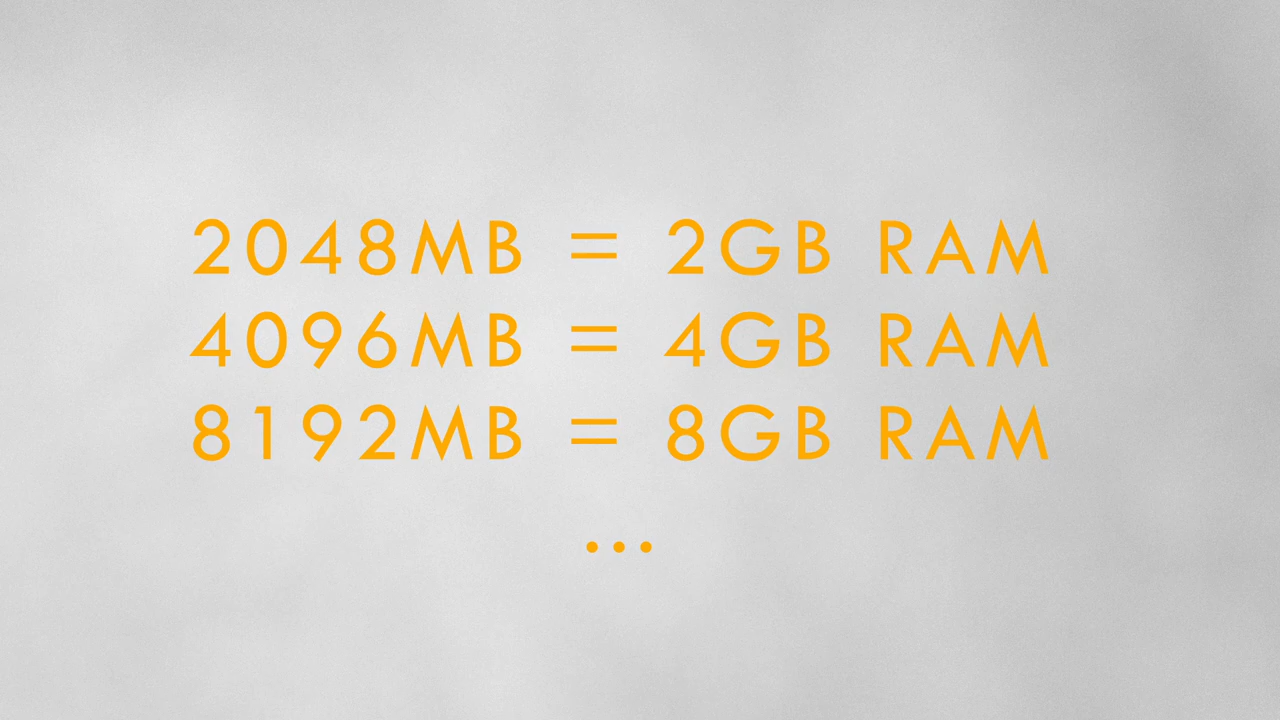 2048MB = 2GB RAM
4096MB = 4GB RAM
8192MB = 8GB RAM
...